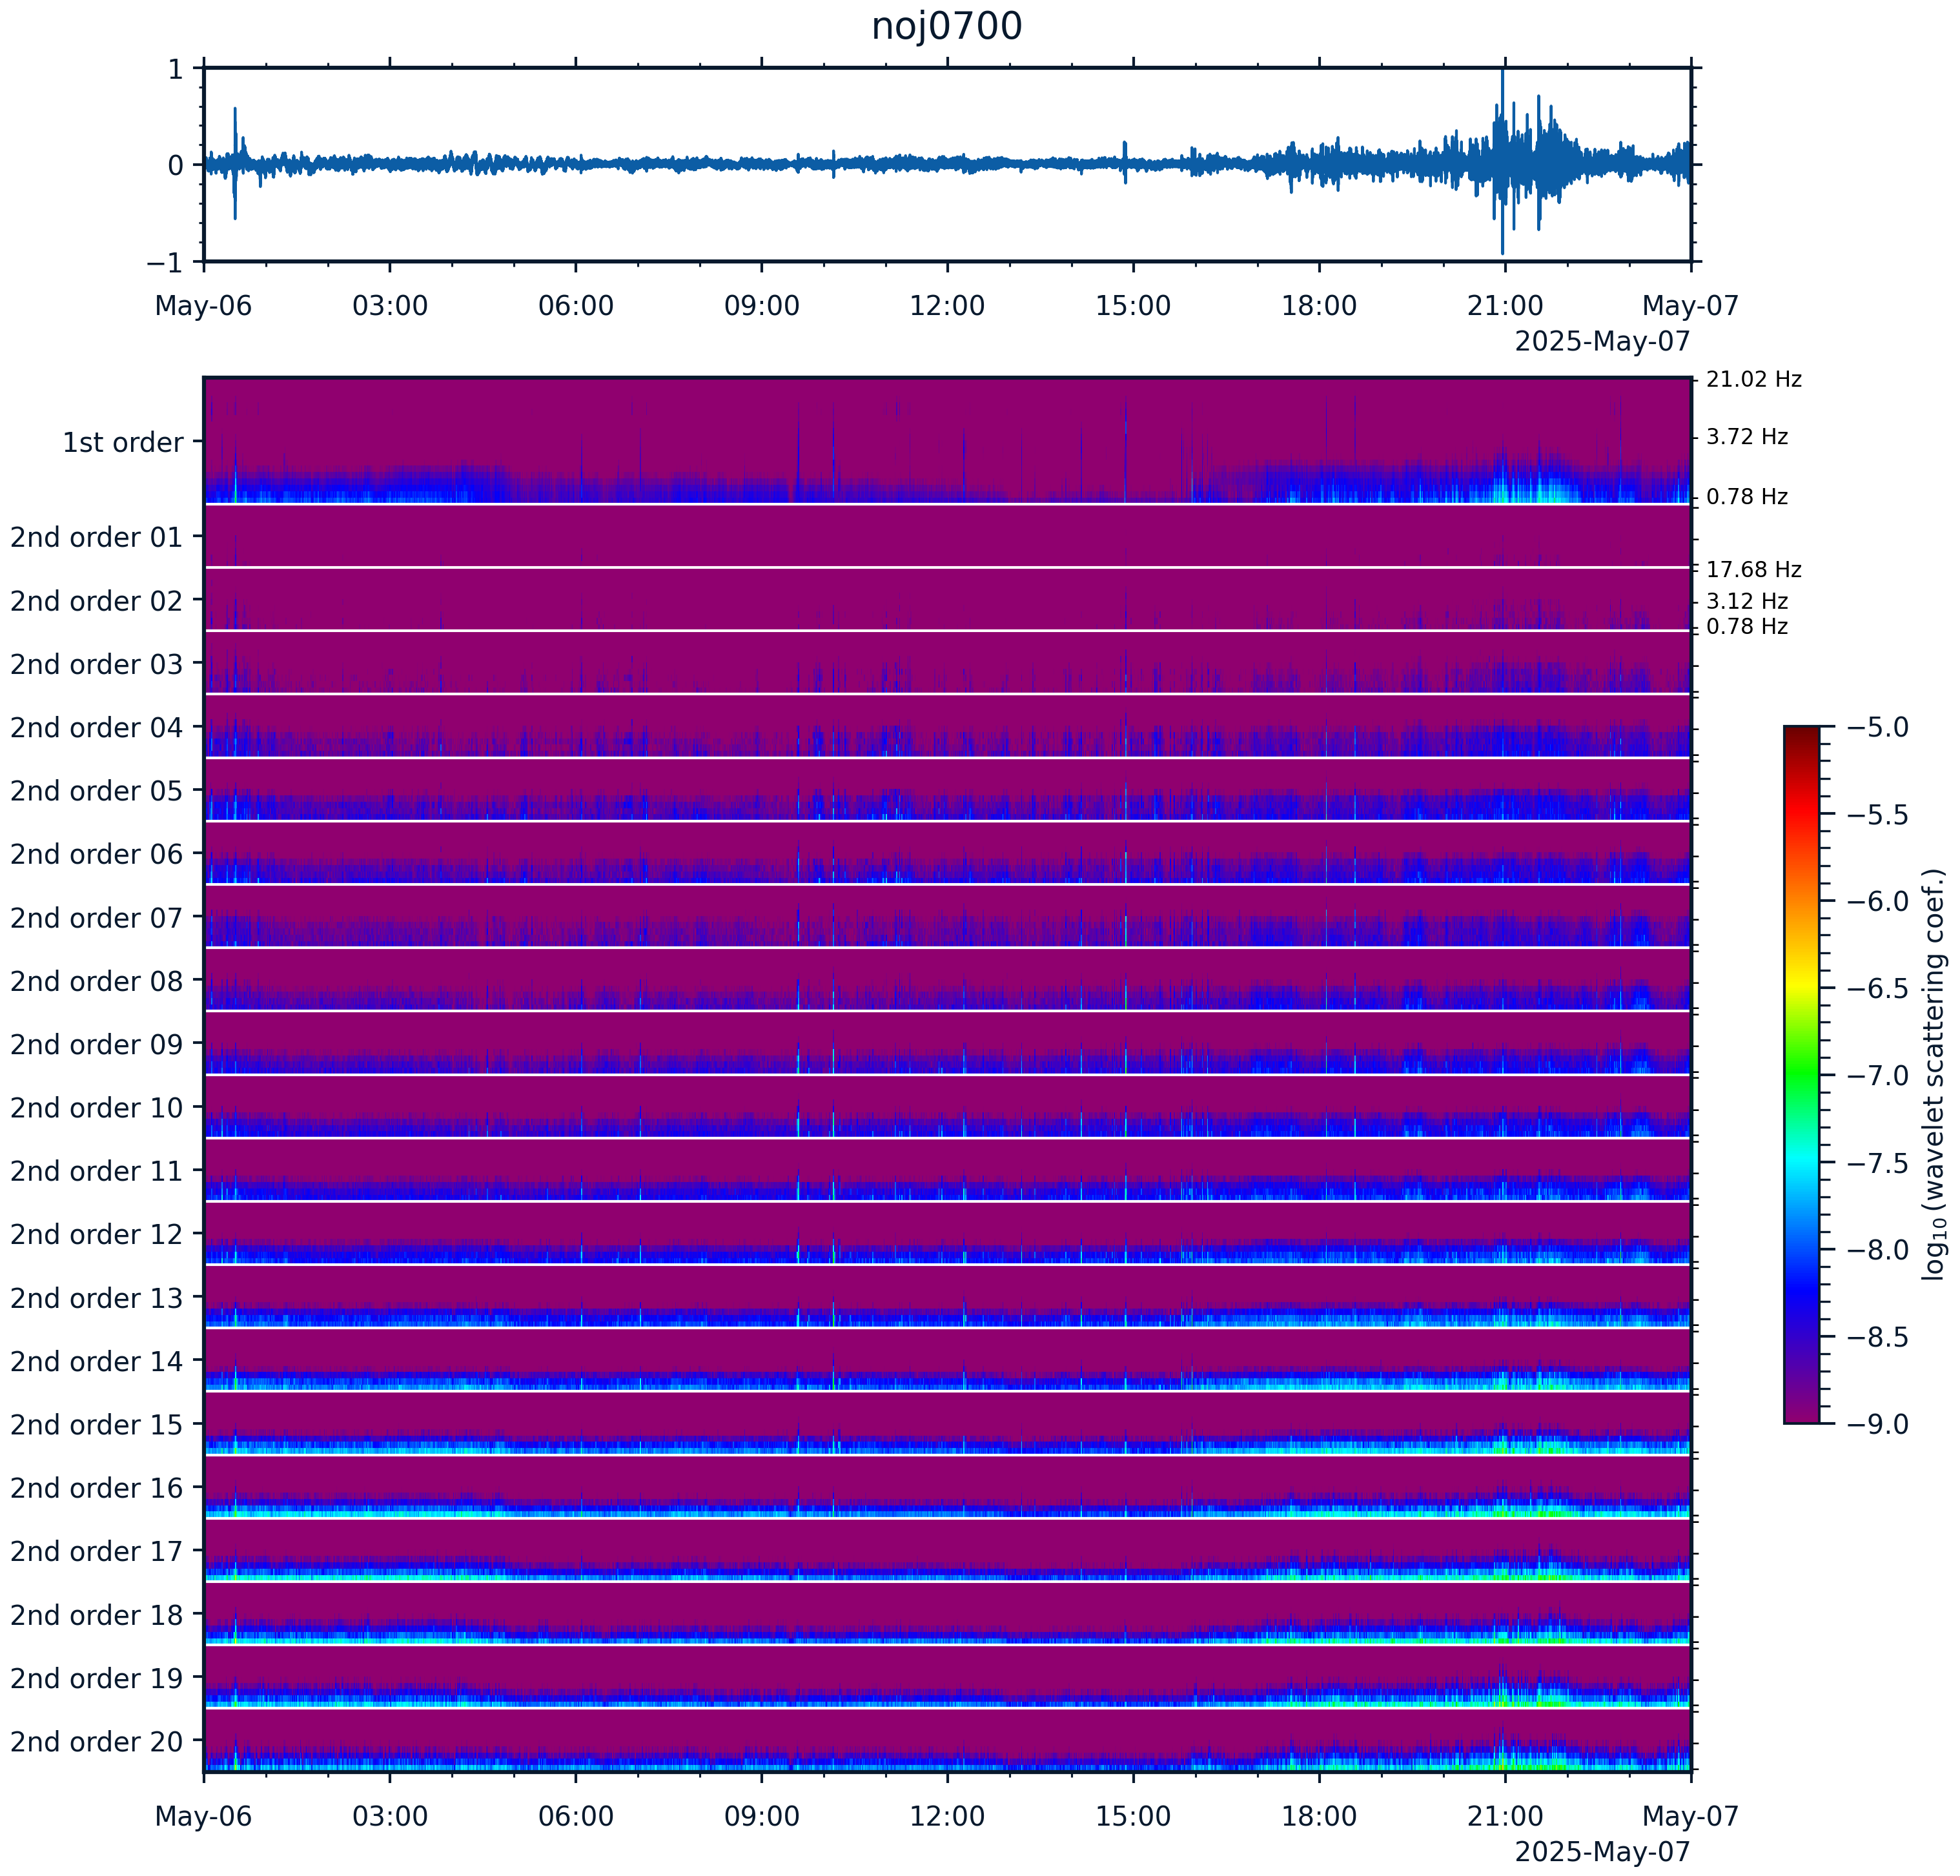 noj0700
1
0
−1
May-06 03:00 06:00 09:00 12:00 15:00 18:00 21:00 May-07
2025-May-07
21.02 Hz
1st order
3.72 Hz
0.78 Hz
2nd order 01
17.68 Hz
2nd order 02
3.12 Hz
0.78 Hz
2nd order 03
2nd order 04
2nd order 05
2nd order 06
2nd order 07
2nd order 08
2nd order 09
2nd order 10
2nd order 11
2nd order 12
2nd order 13
2nd order 14
2nd order 15
2nd order 16
2nd order 17
2nd order 18
2nd order 19
2nd order 20
May-06 03:00 06:00 09:00 12:00 15:00 18:00 21:00 May-07
2025-May-07
−5.0
−5.5
−6.0
−6.5
−7.0
−7.5
−8.0
−8.5
−9.0
log₁₀(wavelet scattering coef.)